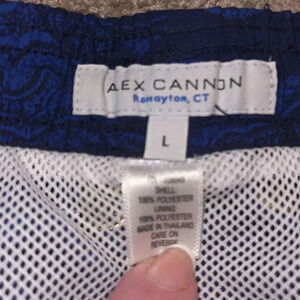 AEX CANNON
Rowayton, CT
L
SHELL:
100% POLYESTER
LINING:
100% POLYESTER
MADE IN THAILAND
CARE ON
REVERSE